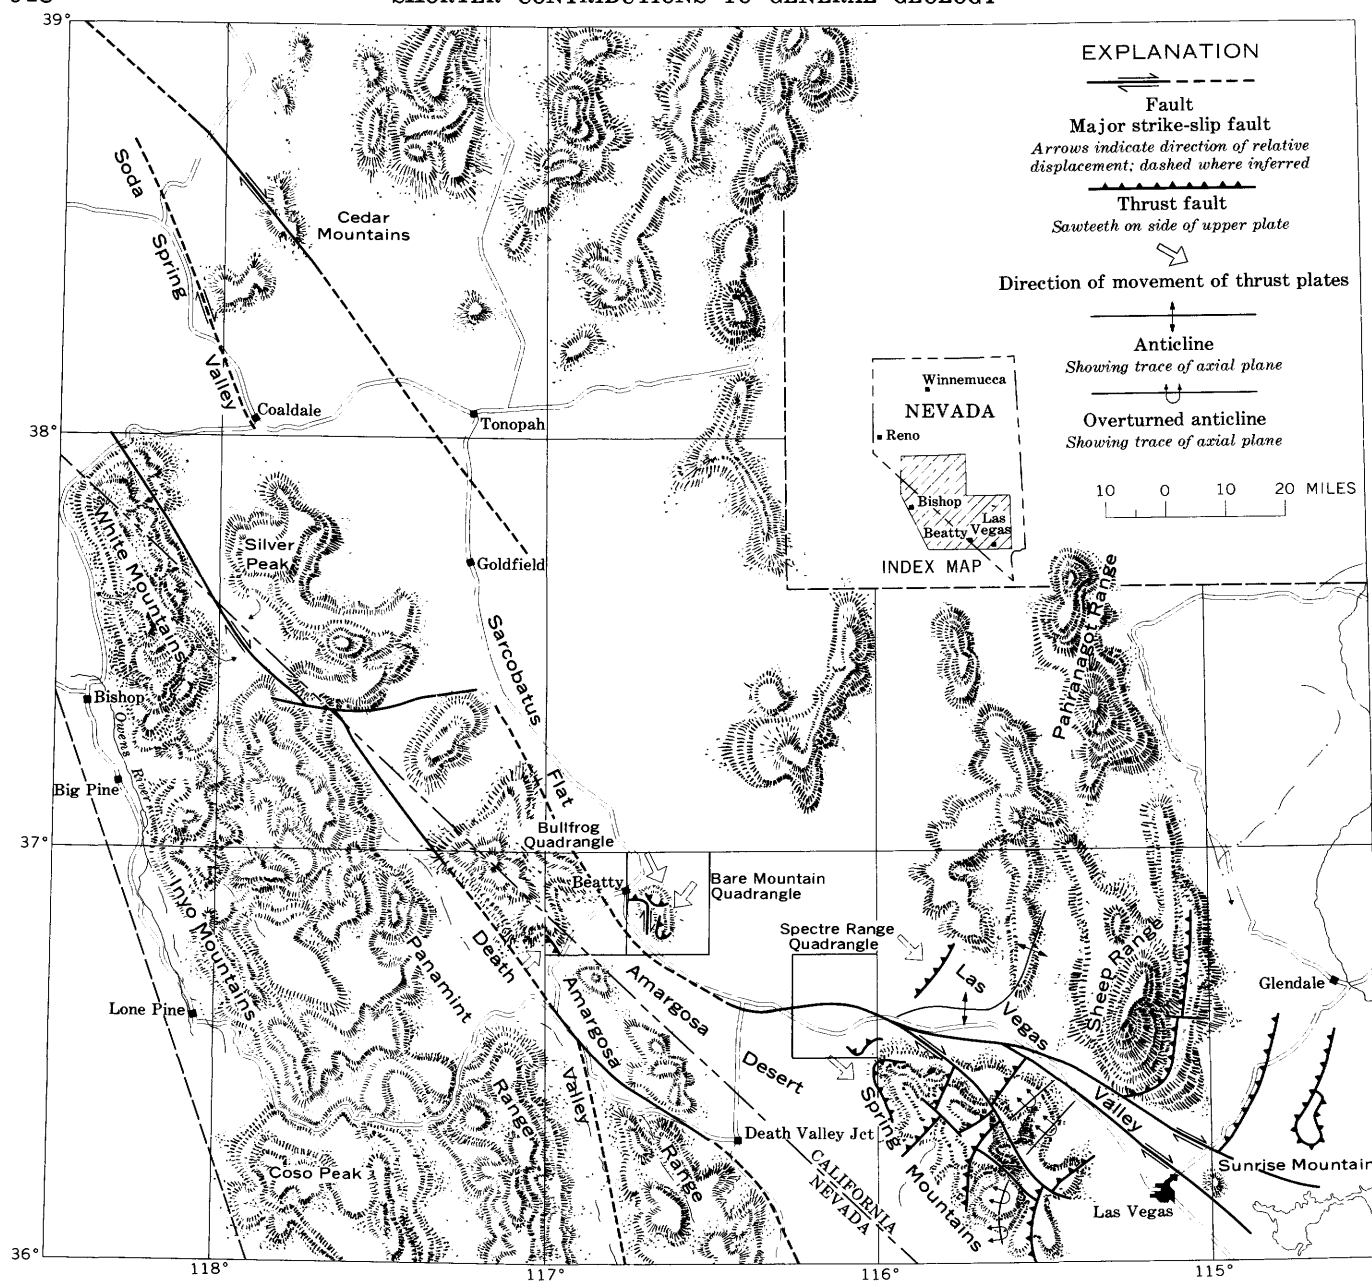 SHORTER CONTRIBUTIONS TO GENERAL GEOLOGY
39°
EXPLANATION
Fault
Major strike-slip fault
Arrows indicate direction of relative
displacement; dashed where inferred
Thrust fault
Sawteeth on side of upper plate
Direction of movement of thrust plates
Anticline
Showing trace of axial plane
Overturned anticline
Showing trace of axial plane
10 0 10 20 MILES
Winnemucca
NEVADA
Reno
Bishop
Las
Vegas
Beatty
INDEX MAP
Soda
Spring
Valley
Cedar
Mountains
Coaldale
Tonopah
38°
White Mountains
Silver
Peak
Goldfield
Sarcobatus
Flat
Pahranagot Range
Bishop
Owens
River
Big Pine
37°
Bullfrog
Quadrangle
Beatty
Bare Mountain
Quadrangle
Inyo Mountains
Panamint
Range
Death
Valley
Amargosa
Range
Amargosa
Desert
Spectre Range
Quadrangle
Las
Vegas
Valley
Sheep Range
Glendale
Lone Pine
Death Valley Jct
Spring
Mountains
CALIFORNIA
NEVADA
Coso Peak
Sunrise Mountain
Las Vegas
36°
118°
117°
116°
115°